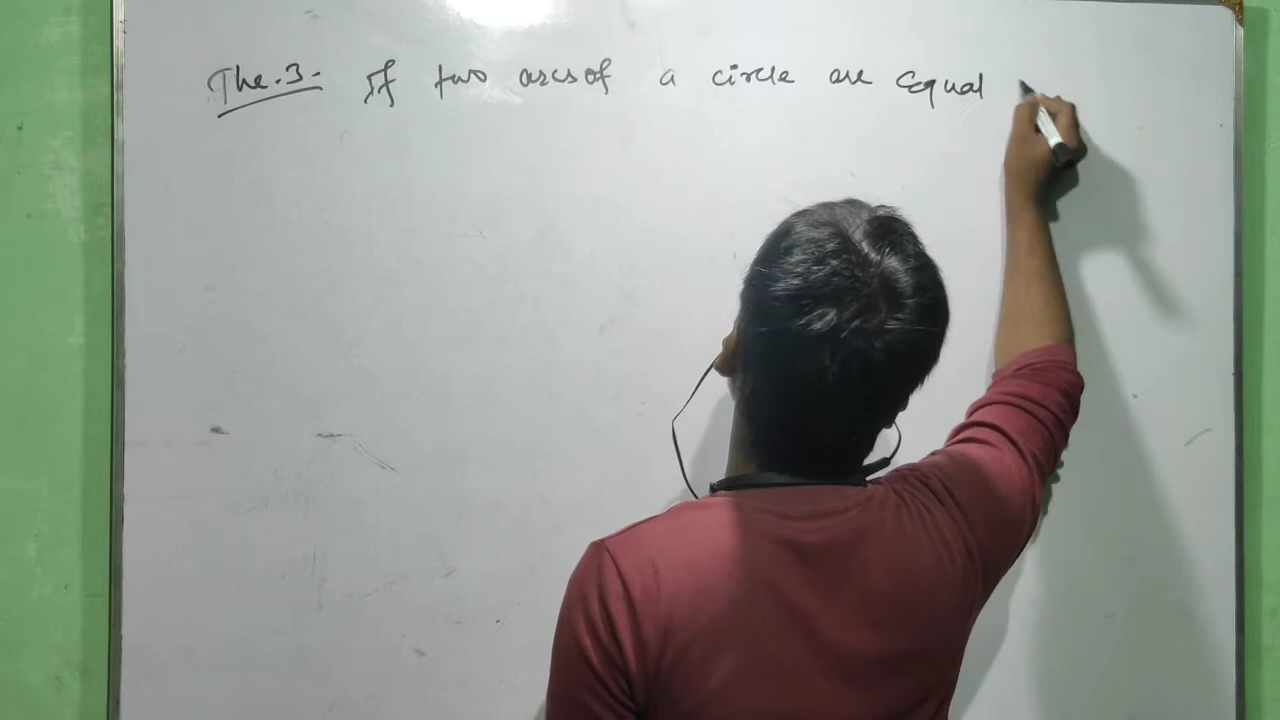 The.3. If two arcs of a circle are equal